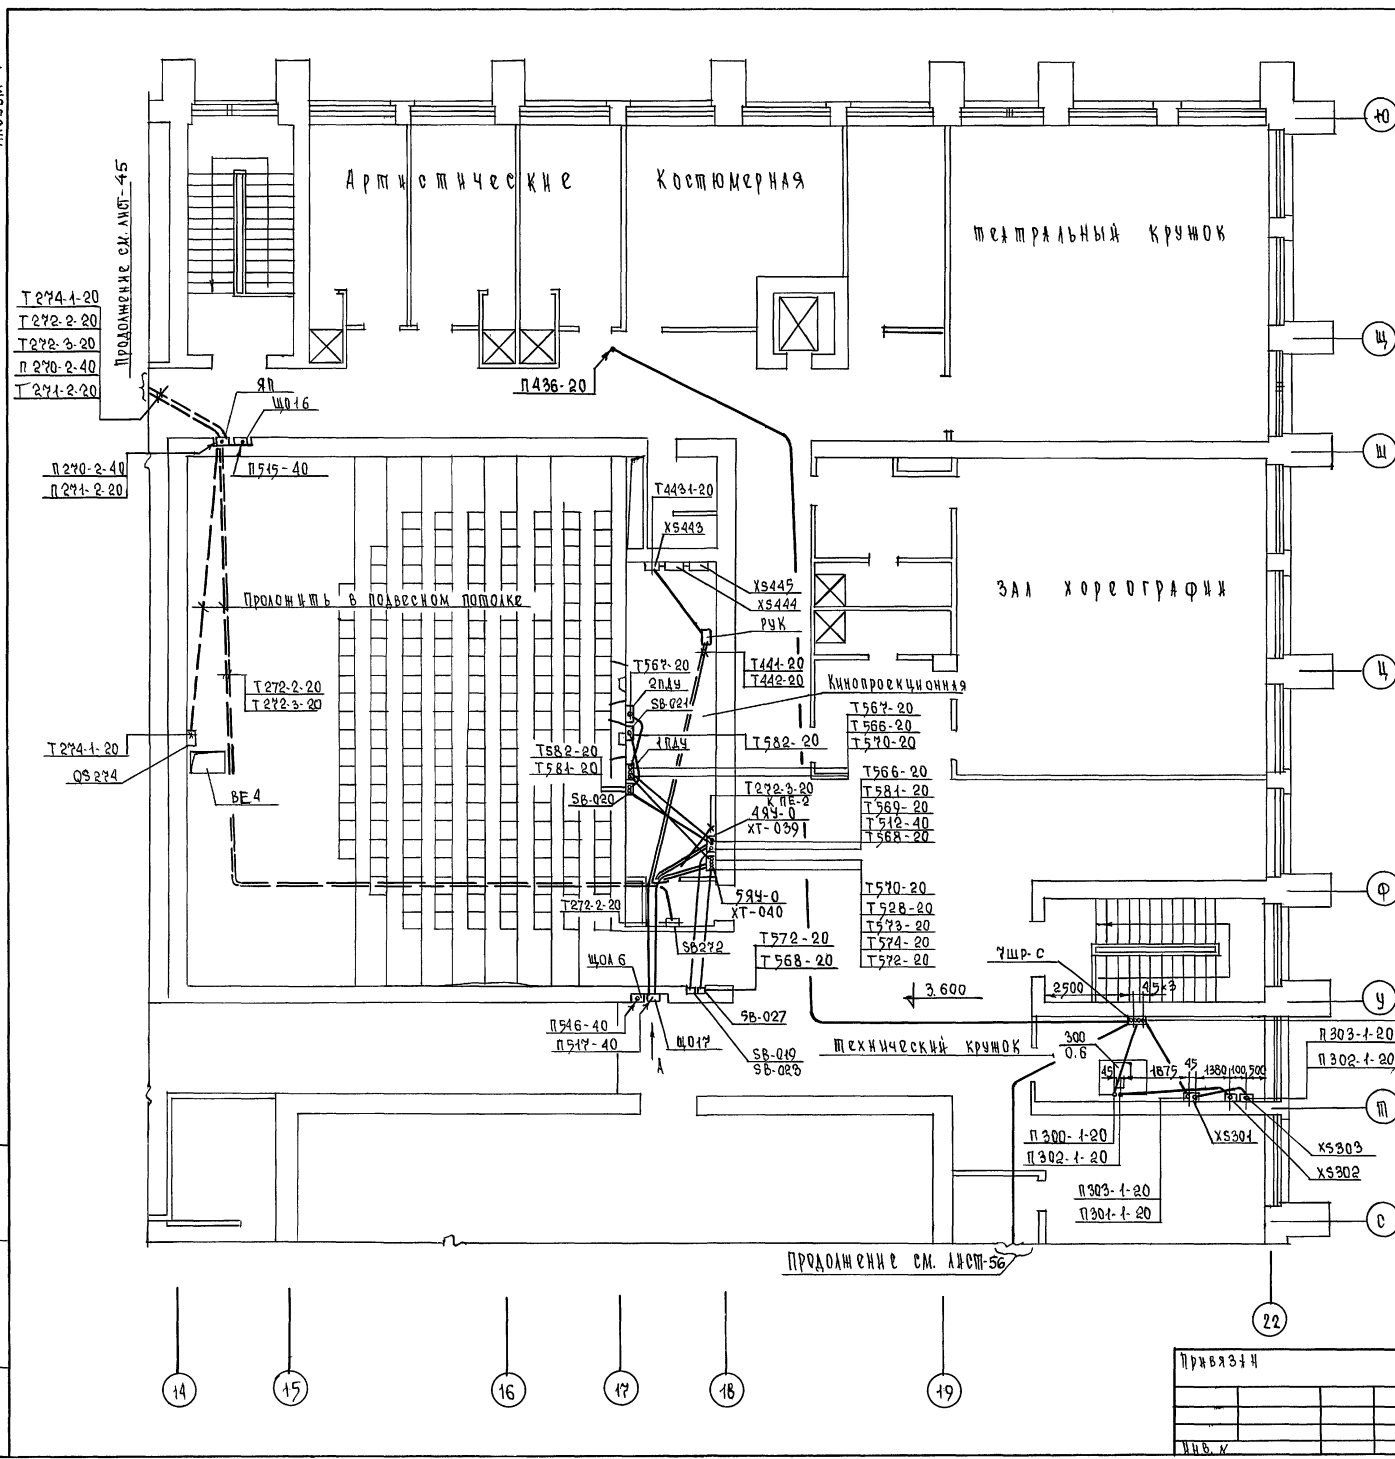 Ю
Продолжение см. лист-45
Артистические
Костюмерная
Театральный кружок
Т274-1-20
Т272-2-20
Т272-3-20
П270-2-40
Т271-2-20
Щ
ЯП
ЩО16
П436-20
Ш
П270-2-40
П271-2-20
П515-40
Т4431-20
XS443
XS445
XS444
РУК
Зал хореографии
Проложить в подвесном потолке
Т567-20
2ПДУ
SB-021
Т441-20
Т442-20
Ц
Кинопроекционная
Т272-2-20
Т272-3-20
Т567-20
Т566-20
Т570-20
Т274-1-20
QS274
ВЕ4
Т582-20
Т581-20
1ПДУ
Т582-20
SB-020
Т272-3-20
К ПЕ-2
4ЯУ-0
ХТ-039
Т566-20
Т581-20
Т569-20
Т512-40
Т568-20
Т570-20
Т528-20
Т573-20
Т574-20
Т572-20
Ф
Т272-2-20
5ЯУ-0
ХТ-040
SB272
Т572-20
Т568-20
ЩОА6
7ШР-С
3.600
2500
45×3
У
П546-40
П517-40
ЩО17
SB-027
SB-019
SB-023
А
Технический кружок
300
0.6
45
1875
45
1380
100
500
П303-1-20
П302-1-20
Т
П300-1-20
П302-1-20
XS301
XS303
XS302
П303-1-20
П301-1-20
С
Продолжение см. лист-56
14
15
16
17
18
19
22
Привязан
Инв. N